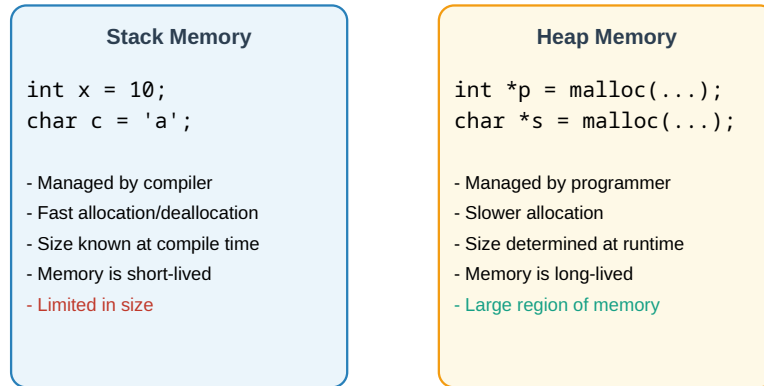 Stack Memory
int x = 10;
char c = 'a';
- Managed by compiler
- Fast allocation/deallocation
- Size known at compile time
- Memory is short-lived
- Limited in size
Heap Memory
int *p = malloc(...);
char *s = malloc(...);
- Managed by programmer
- Slower allocation
- Size determined at runtime
- Memory is long-lived
- Large region of memory